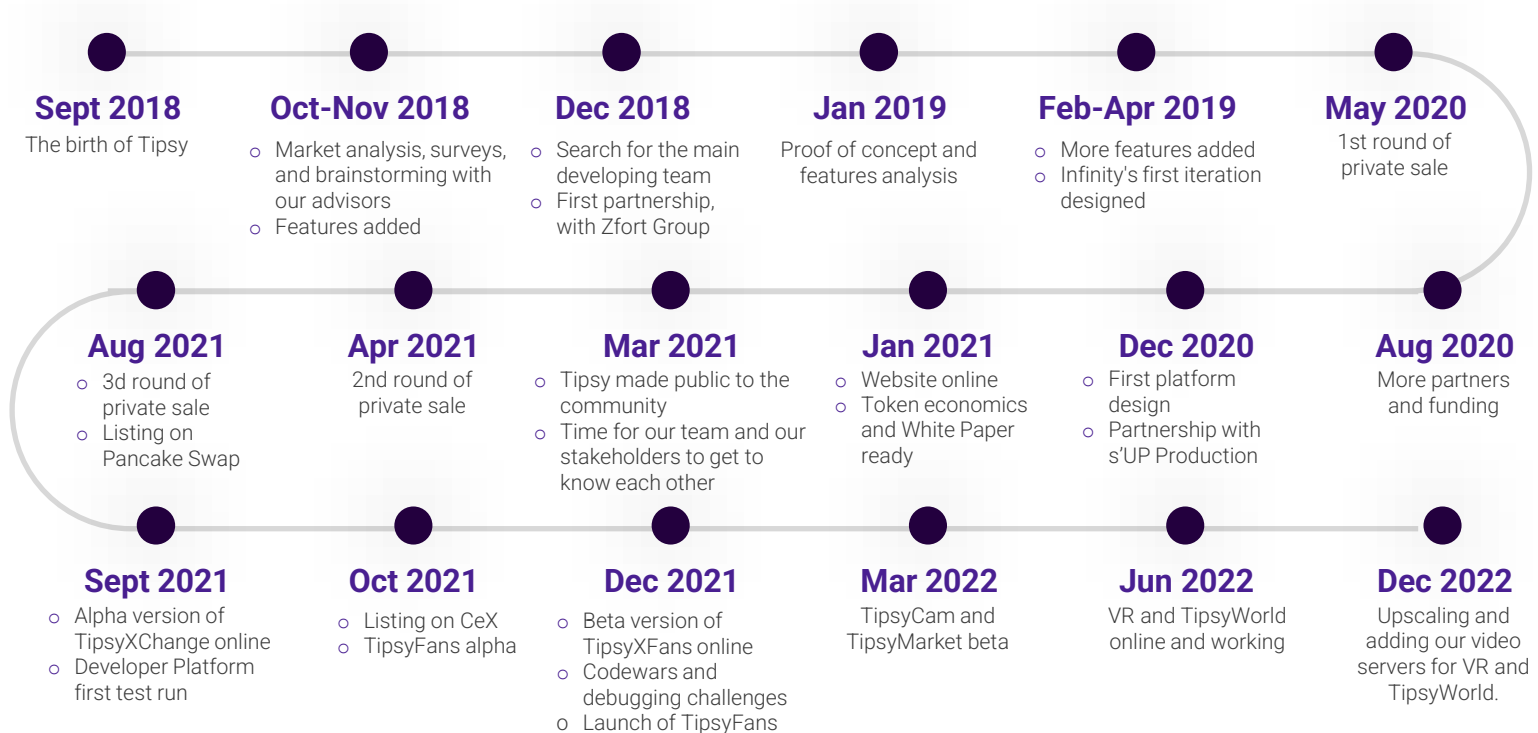 Sept 2018
The birth of Tipsy
Oct-Nov 2018
Market analysis, surveys,
and brainstorming with
our advisors
Features added
Dec 2018
Search for the main
developing team
First partnership,
with Zfort Group
Jan 2019
Proof of concept and
features analysis
Feb-Apr 2019
More features added
Infinity's first iteration
designed
May 2020
1st round of
private sale
Aug 2020
More partners
and funding
Dec 2020
First platform
design
Partnership with
s'UP Production
Jan 2021
Website online
Token economics
and White Paper
ready
Mar 2021
Tipsy made public to the
community
Time for our team and our
stakeholders to get to
know each other
Apr 2021
2nd round of
private sale
Aug 2021
3d round of
private sale
Listing on
Pancake Swap
Sept 2021
Alpha version of
TipsyXChange online
Developer Platform
first test run
Oct 2021
Listing on CeX
TipsyFans alpha
Dec 2021
Beta version of
TipsyXFans online
Codewars and
debugging challenges
Launch of TipsyFans
Mar 2022
TipsyCam and
TipsyMarket beta
Jun 2022
VR and TipsyWorld
online and working
Dec 2022
Upscaling and
adding our video
servers for VR and
TipsyWorld.